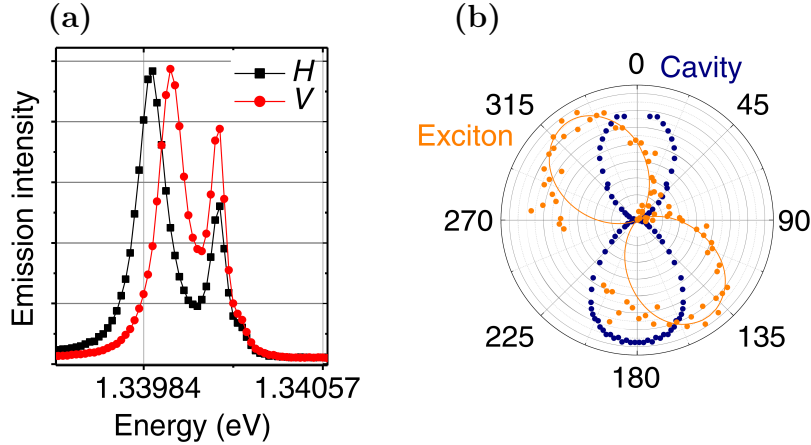 (a)
Emission intensity
H
V
1.33984
1.34057
Energy (eV)
(b)
0
Cavity
45
90
135
180
225
270
315
Exciton